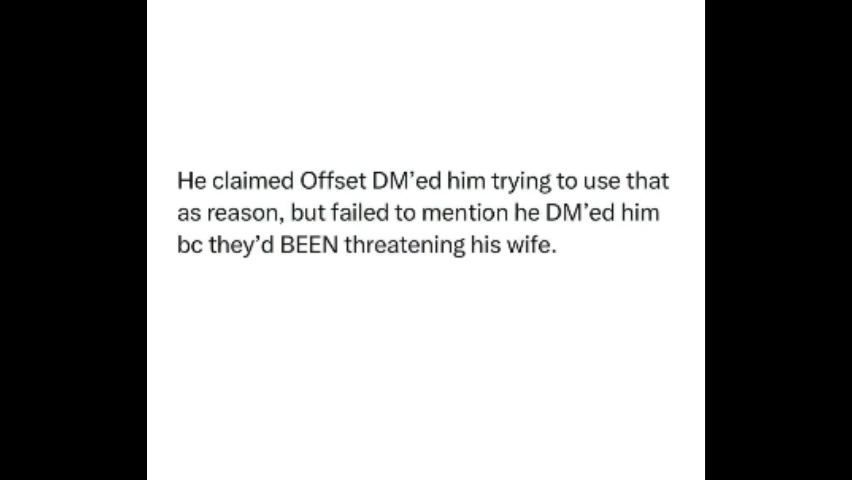 He claimed Offset DM’ed him trying to use that
as reason, but failed to mention he DM’ed him
bc they’d BEEN threatening his wife.